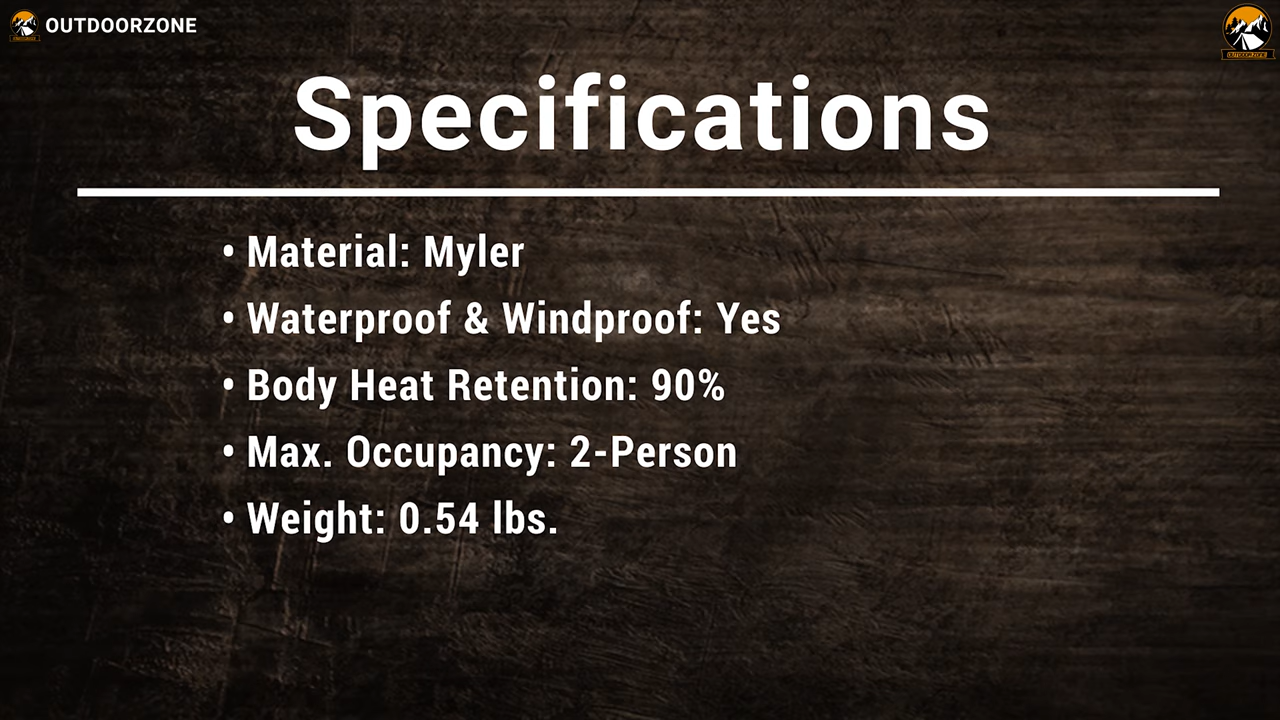 OUTDOORZONE
OUTDOORZONE
Specifications
• Material: Myler
• Waterproof & Windproof: Yes
• Body Heat Retention: 90%
• Max. Occupancy: 2-Person
• Weight: 0.54 lbs.